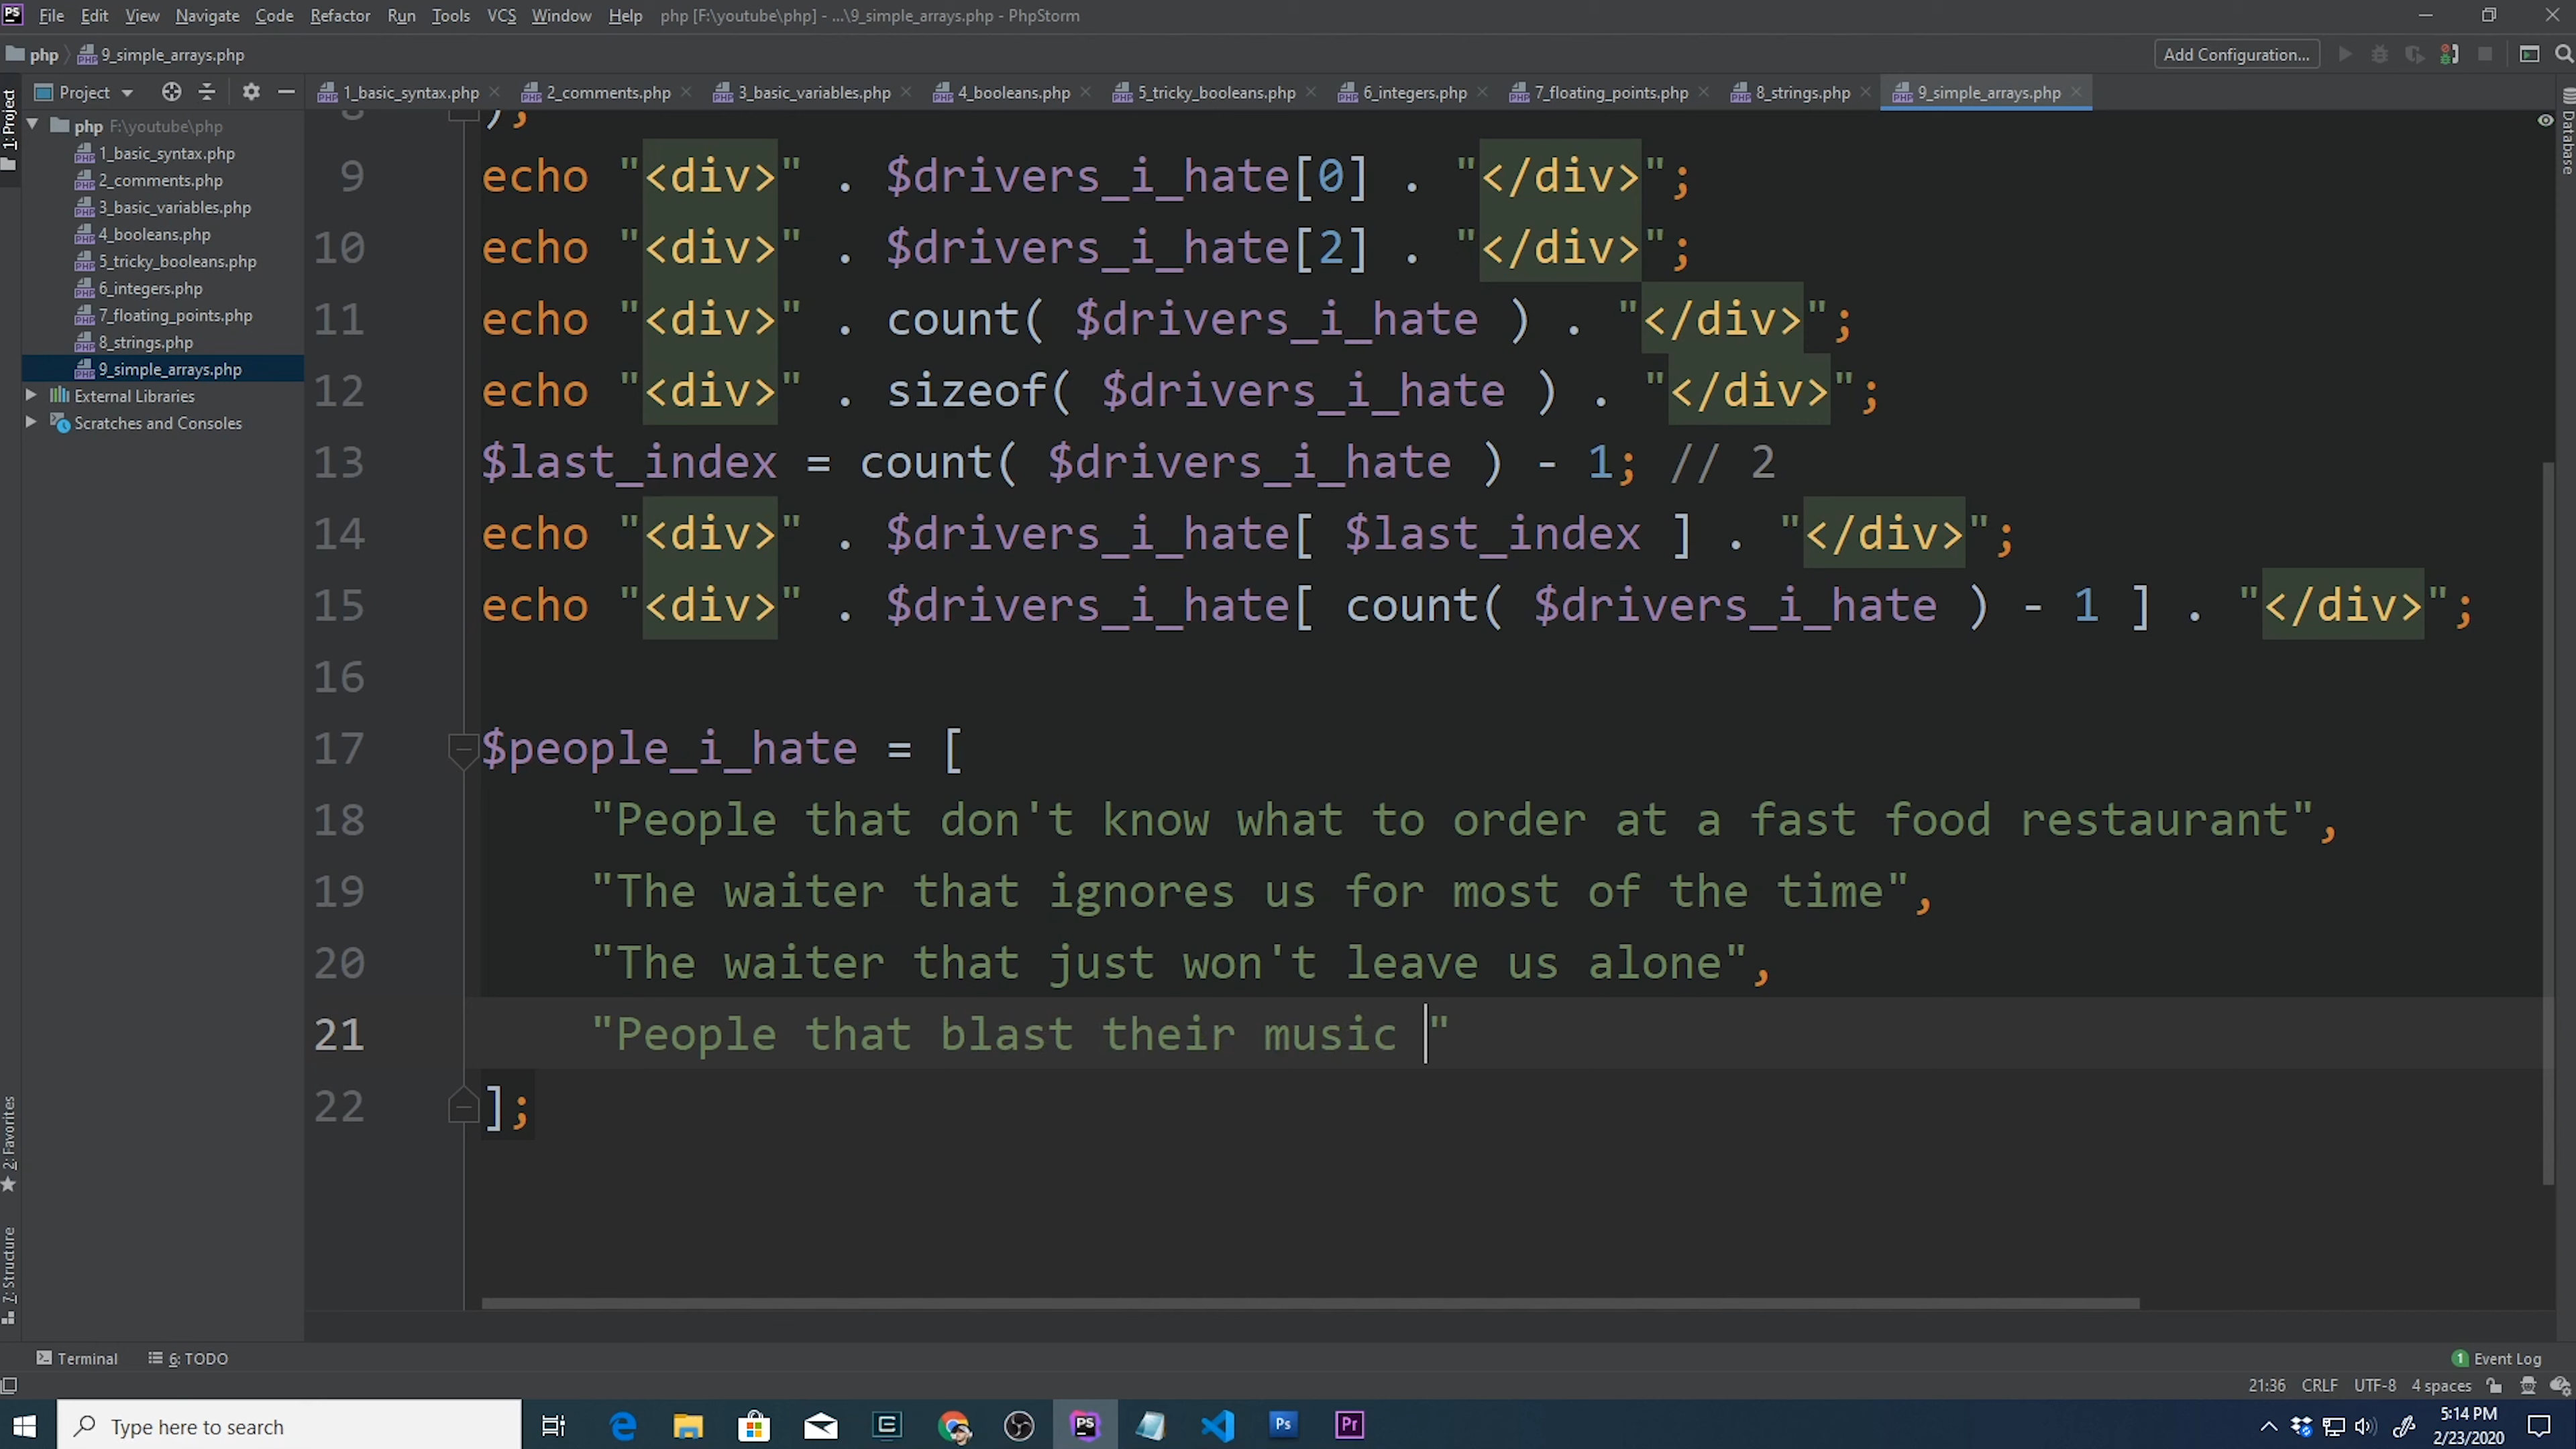 File Edit View Navigate Code Refactor Run Tools VCS Window Help php [F:\youtube\php] - ...\9_simple_arrays.php - PhpStorm
php 9_simple_arrays.php Add Configuration...
Project 1_basic_syntax.php 2_comments.php 3_basic_variables.php 4_booleans.php 5_tricky_booleans.php 6_integers.php 7_floating_points.php 8_strings.php 9_simple_arrays.php
1: Project
Database
php F:\youtube\php
1_basic_syntax.php
2_comments.php
3_basic_variables.php
4_booleans.php
5_tricky_booleans.php
6_integers.php
7_floating_points.php
8_strings.php
9_simple_arrays.php
External Libraries
Scratches and Consoles
8 );
9 echo "<div>" . $drivers_i_hate[0] . "</div>";
10 echo "<div>" . $drivers_i_hate[2] . "</div>";
11 echo "<div>" . count( $drivers_i_hate ) . "</div>";
12 echo "<div>" . sizeof( $drivers_i_hate ) . "</div>";
13 $last_index = count( $drivers_i_hate ) - 1; // 2
14 echo "<div>" . $drivers_i_hate[ $last_index ] . "</div>";
15 echo "<div>" . $drivers_i_hate[ count( $drivers_i_hate ) - 1 ] . "</div>";
16
17 $people_i_hate = [
18 "People that don't know what to order at a fast food restaurant",
19 "The waiter that ignores us for most of the time",
20 "The waiter that just won't leave us alone",
21 "People that blast their music "
22 ];
2: Favorites
7: Structure
Terminal 6: TODO 1 Event Log
21:36 CRLF UTF-8 4 spaces
Type here to search
5:14 PM
2/23/2020